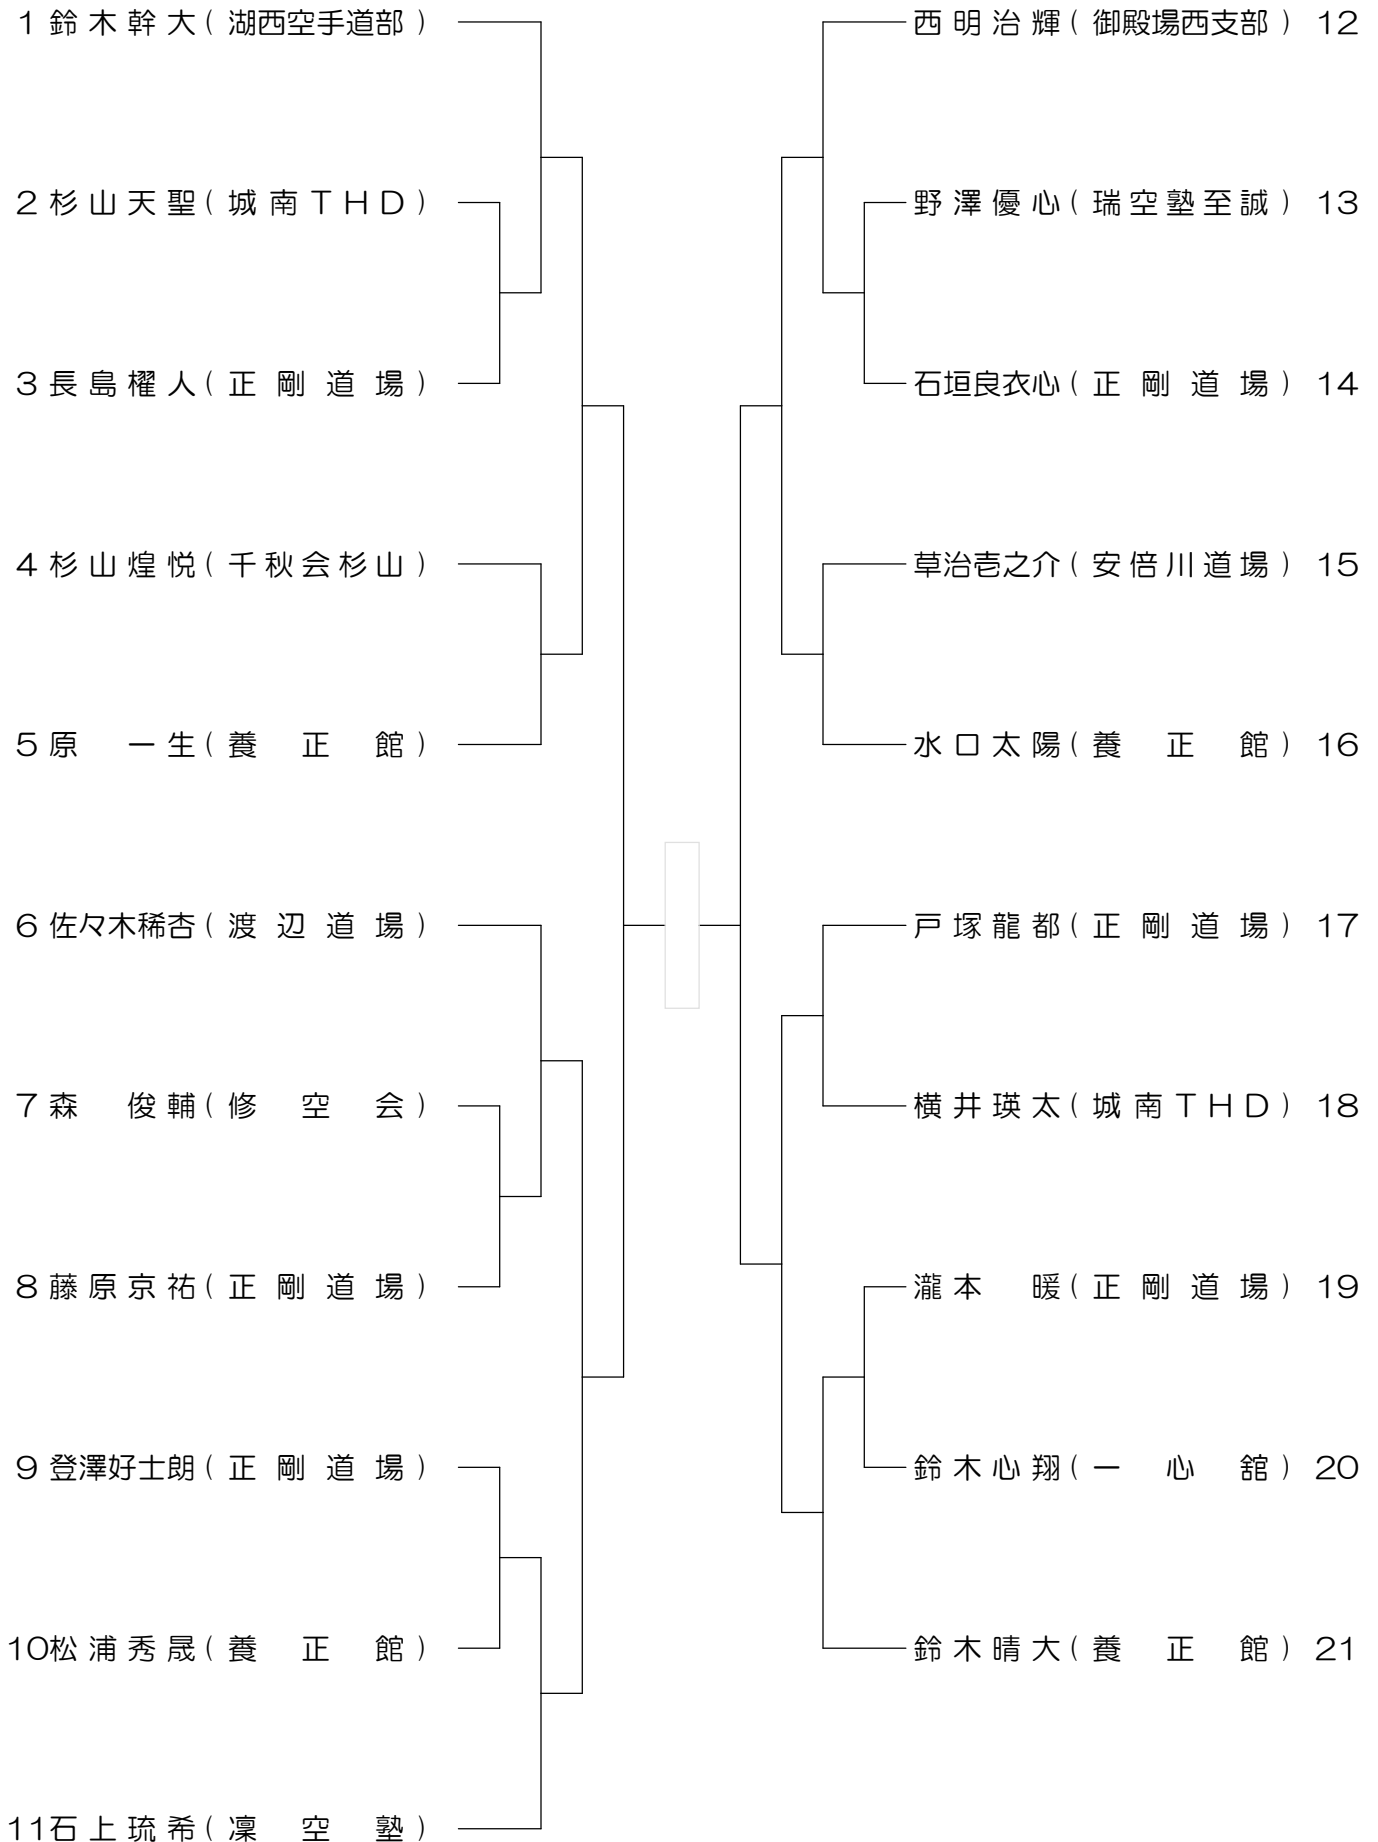 1 鈴木幹大(湖西空手道部)
2 杉山天聖(城南THD)
3 長島櫂人(正剛道場)
4 杉山煌悦(千秋会杉山)
5 原 一生(養正館)
6 佐々木稀杏(渡辺道場)
7 森 俊輔(修空会)
8 藤原京祐(正剛道場)
9 登澤好士朗(正剛道場)
10 松浦秀晟(養正館)
11 石上琉希(凜空塾)
西明治輝(御殿場西支部) 12
野澤優心(瑞空塾至誠) 13
石垣良衣心(正剛道場) 14
草治壱之介(安倍川道場) 15
水口太陽(養正館) 16
戸塚龍都(正剛道場) 17
横井瑛太(城南THD) 18
瀧本 暖(正剛道場) 19
鈴木心翔(一心舘) 20
鈴木晴大(養正館) 21